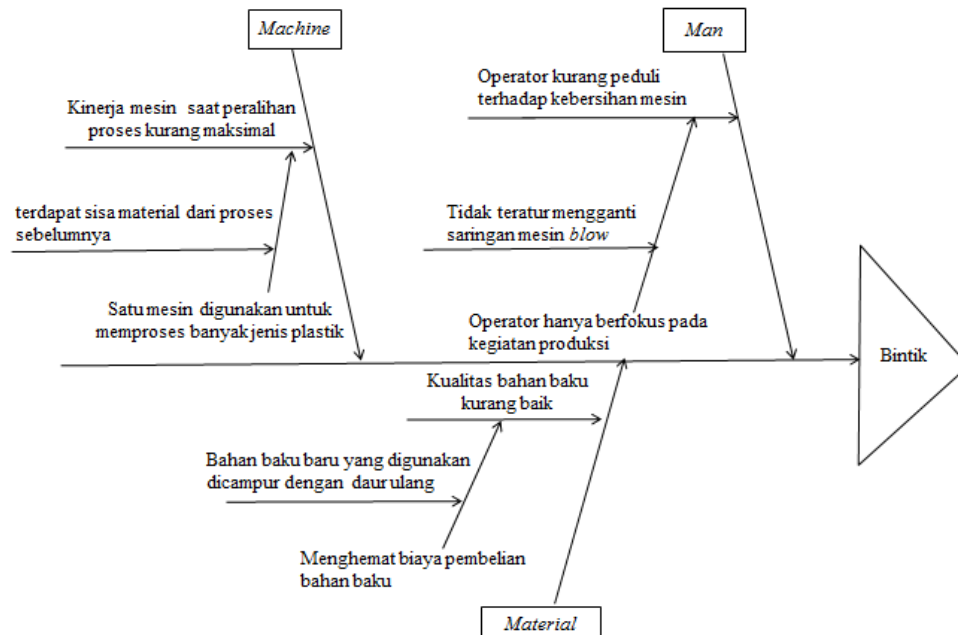 Machine
Man
Operator kurang peduli
terhadap kebersihan mesin
Kinerja mesin saat peralihan
proses kurang maksimal
terdapat sisa material dari proses
sebelumnya
Tidak teratur mengganti
saringan mesin blow
Satu mesin digunakan untuk
memproses banyak jenis plastik
Operator hanya berfokus pada
kegiatan produksi
Bintik
Kualitas bahan baku
kurang baik
Bahan baku baru yang digunakan
dicampur dengan daur ulang
Menghemat biaya pembelian
bahan baku
Material